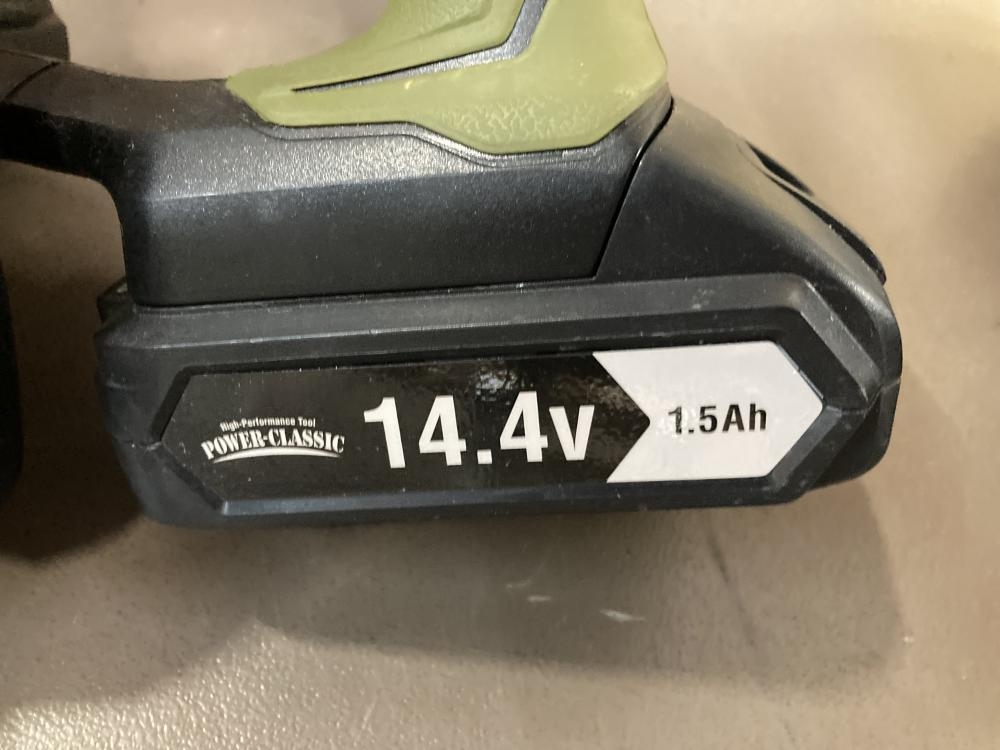 High-Performance Tool
POWER-CLASSIC
14.4v
1.5Ah